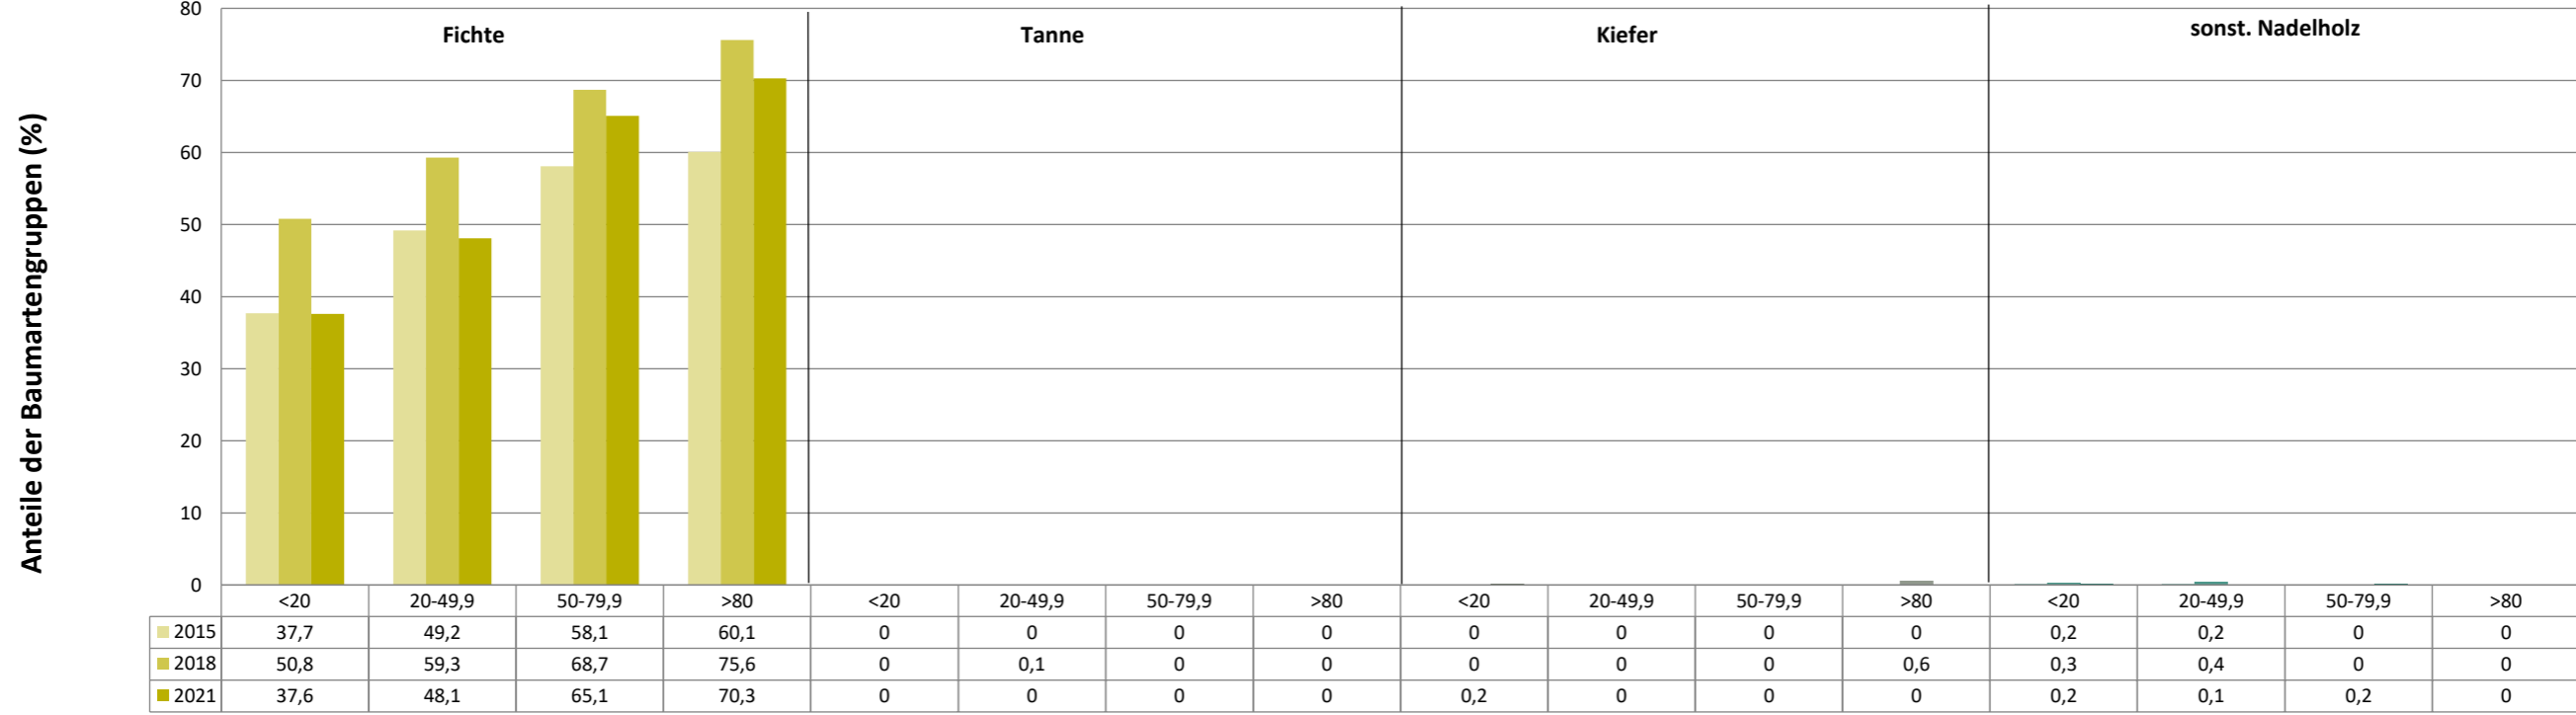 Anteile der Baumartengruppen (%)
80
70
60
50
40
30
20
10
0
Fichte Tanne Kiefer sonst. Nadelholz
<20 20-49,9 50-79,9 >80 <20 20-49,9 50-79,9 >80 <20 20-49,9 50-79,9 >80 <20 20-49,9 50-79,9 >80
2015 37,7 49,2 58,1 60,1 0 0 0 0 0 0 0 0 0,2 0,2 0 0
2018 50,8 59,3 68,7 75,6 0 0,1 0 0 0 0 0 0,6 0,3 0,4 0 0
2021 37,6 48,1 65,1 70,3 0 0 0 0 0,2 0 0 0 0,2 0,1 0,2 0